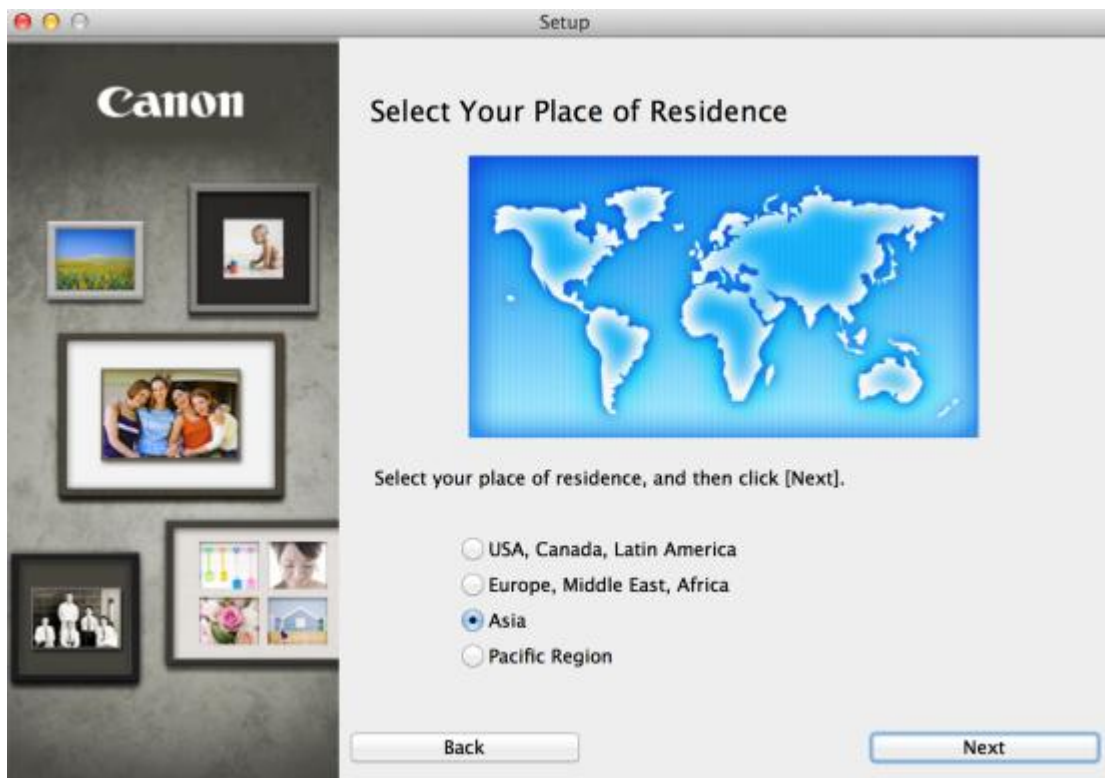 Setup
Canon
Select Your Place of Residence
Select your place of residence, and then click [Next].
USA, Canada, Latin America
Europe, Middle East, Africa
Asia
Pacific Region
Back
Next